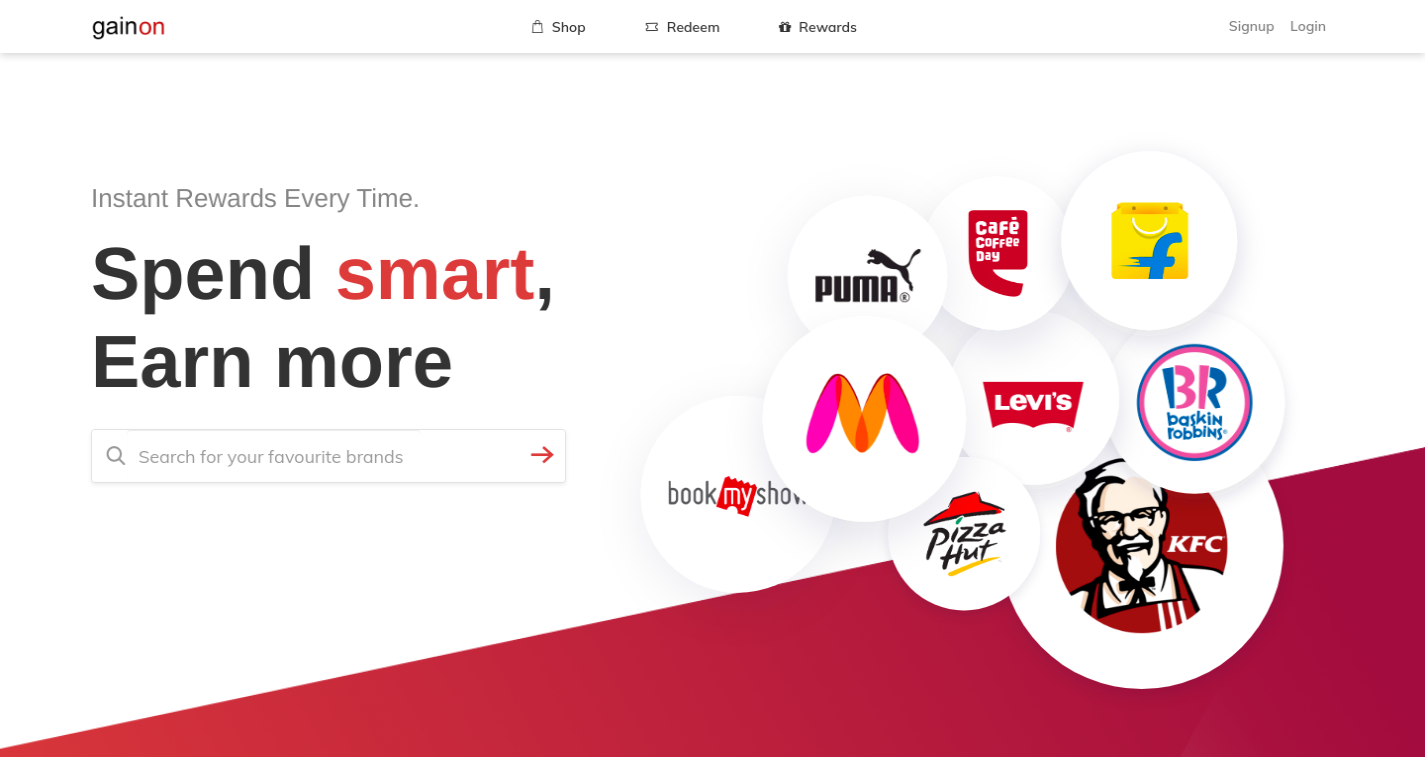 gainon
Shop
Redeem
Rewards
Signup
Login
Instant Rewards Every Time.
Spend smart,
Earn more
Search for your favourite brands
PUMA®
Café
Coffee
Day
f
LEVI'S
®
BR
baskin
robbins®
bookmyshow
Pizza
Hut
KFC